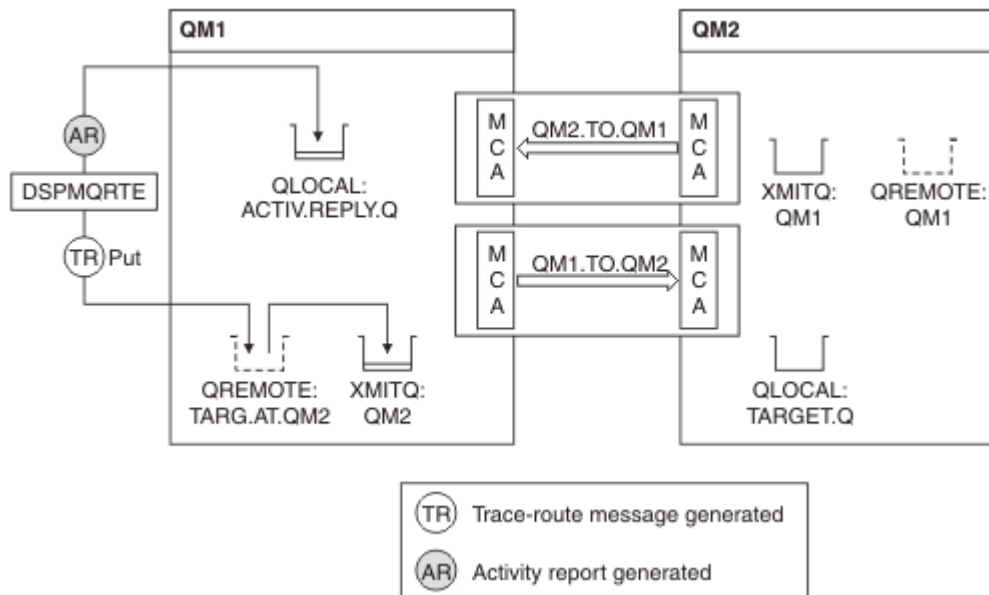 QM1
QM2
AR
DSPMQRTE
TR Put
QLOCAL:
ACTIV.REPLY.Q
M
C
A
QM2.TO.QM1
M
C
A
XMITQ:
QM1
QREMOTE:
QM1
M
C
A
QM1.TO.QM2
M
C
A
QREMOTE:
TARG.AT.QM2
XMITQ:
QM2
QLOCAL:
TARGET.Q
TR Trace-route message generated
AR Activity report generated